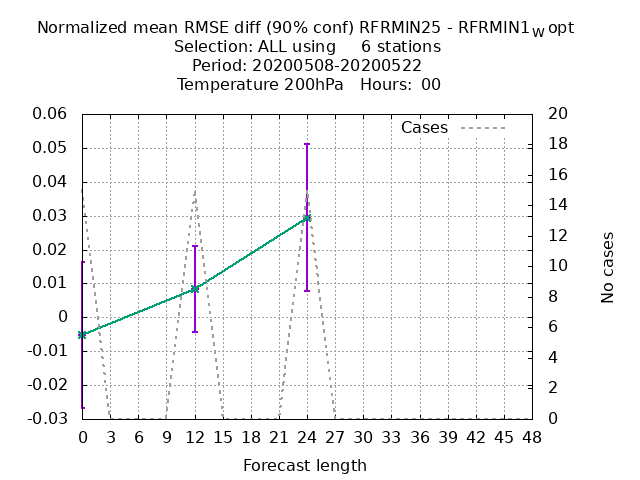 Normalized mean RMSE diff (90% conf) RFRMIN25 - RFRMIN1wopt
Selection: ALL using 6 stations
Period: 20200508-20200522
Temperature 200hPa Hours: 00
Cases
0.06
0.05
0.04
0.03
0.02
0.01
0
-0.01
-0.02
-0.03
20
18
16
14
12
10
8
6
4
2
0
No cases
0 3 6 9 12 15 18 21 24 27 30 33 36 39 42 45 48
Forecast length